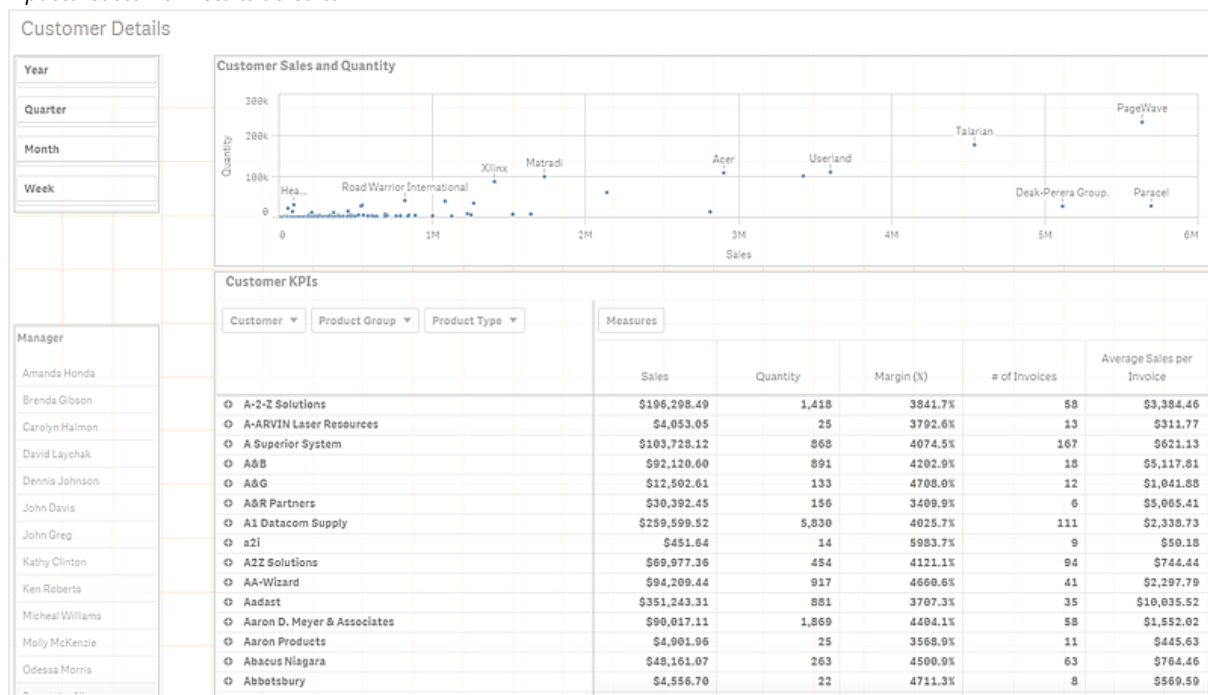 Customer Details
Year
Quarter
Month
Week
Manager
Amanda Honda
Brenda Gibson
Carolyn Halmon
David Laychak
Dennis Johnson
John Davis
John Greg
Kathy Clinton
Ken Roberts
Micheal Williams
Molly McKenzie
Odessa Morris
Customer Sales and Quantity
300k
200k
100k
0
Quantity
PageWave
Talarian
Acer
Userland
Matradi
Xilinx
Road Warrior International
Hea...
Deak-Perera Group.
Paracel
0 1M 2M 3M 4M 5M 6M
Sales
Customer KPIs
Customer Product Group Product Type Measures
Sales Quantity Margin (%) # of Invoices Average Sales per Invoice
A-2-Z Solutions $196,298.49 1,418 3841.7% 58 $3,384.46
A-ARVIN Laser Resources $4,053.05 25 3792.6% 13 $311.77
A Superior System $103,728.12 868 4074.5% 167 $621.13
A&B $92,120.60 891 4202.9% 18 $5,117.81
A&G $12,502.61 133 4708.0% 12 $1,041.88
A&R Partners $30,392.45 156 3409.9% 6 $5,065.41
A1 Datacom Supply $259,599.52 5,830 4025.7% 111 $2,338.73
a2i $451.64 14 5983.7% 9 $50.18
A2Z Solutions $69,977.36 454 4121.1% 94 $744.44
AA-Wizard $94,209.44 917 4660.6% 41 $2,297.79
Aadast $351,243.31 881 3707.3% 35 $10,035.52
Aaron D. Meyer & Associates $90,017.11 1,869 4404.1% 58 $1,552.02
Aaron Products $4,901.96 25 3568.9% 11 $445.63
Abacus Niagara $48,161.07 263 4500.9% 63 $764.46
Abbotsbury $4,556.70 22 4711.3% 8 $569.59